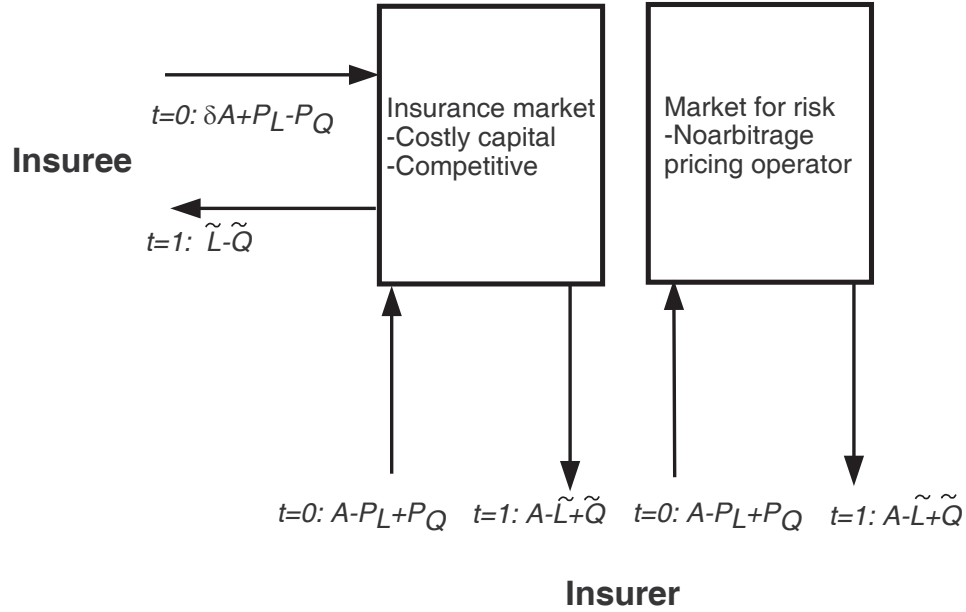 t=0: δA+P_L-P_Q
Insurance market
-Costly capital
-Competitive
Market for risk
-Noarbitrage
pricing operator
Insuree
t=1: L̃-Q̃
t=0: A-P_L+P_Q
t=1: A-L̃+Q̃
t=0: A-P_L+P_Q
t=1: A-L̃+Q̃
Insurer